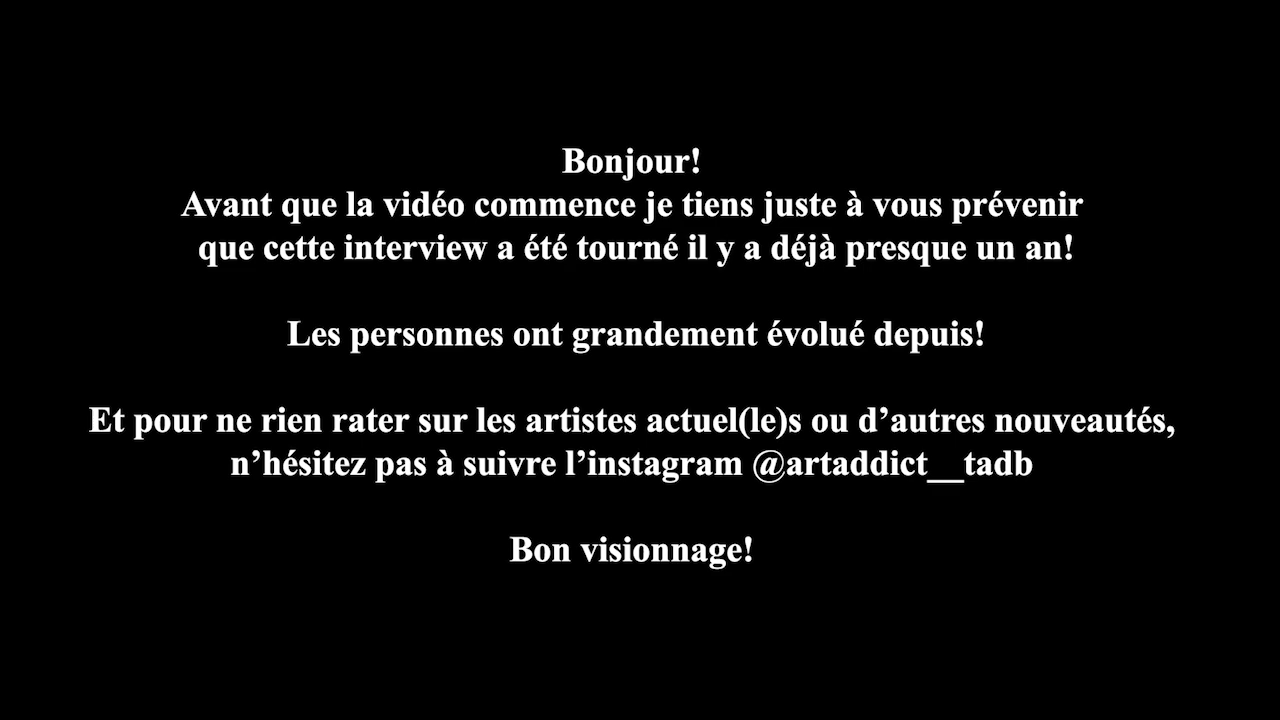 Bonjour!
Avant que la vidéo commence je tiens juste à vous prévenir
que cette interview a été tourné il y a déjà presque un an!
Les personnes ont grandement évolué depuis!
Et pour ne rien rater sur les artistes actuel(le)s ou d’autres nouveautés,
n’hésitez pas à suivre l’instagram @artaddict__tadb
Bon visionnage!